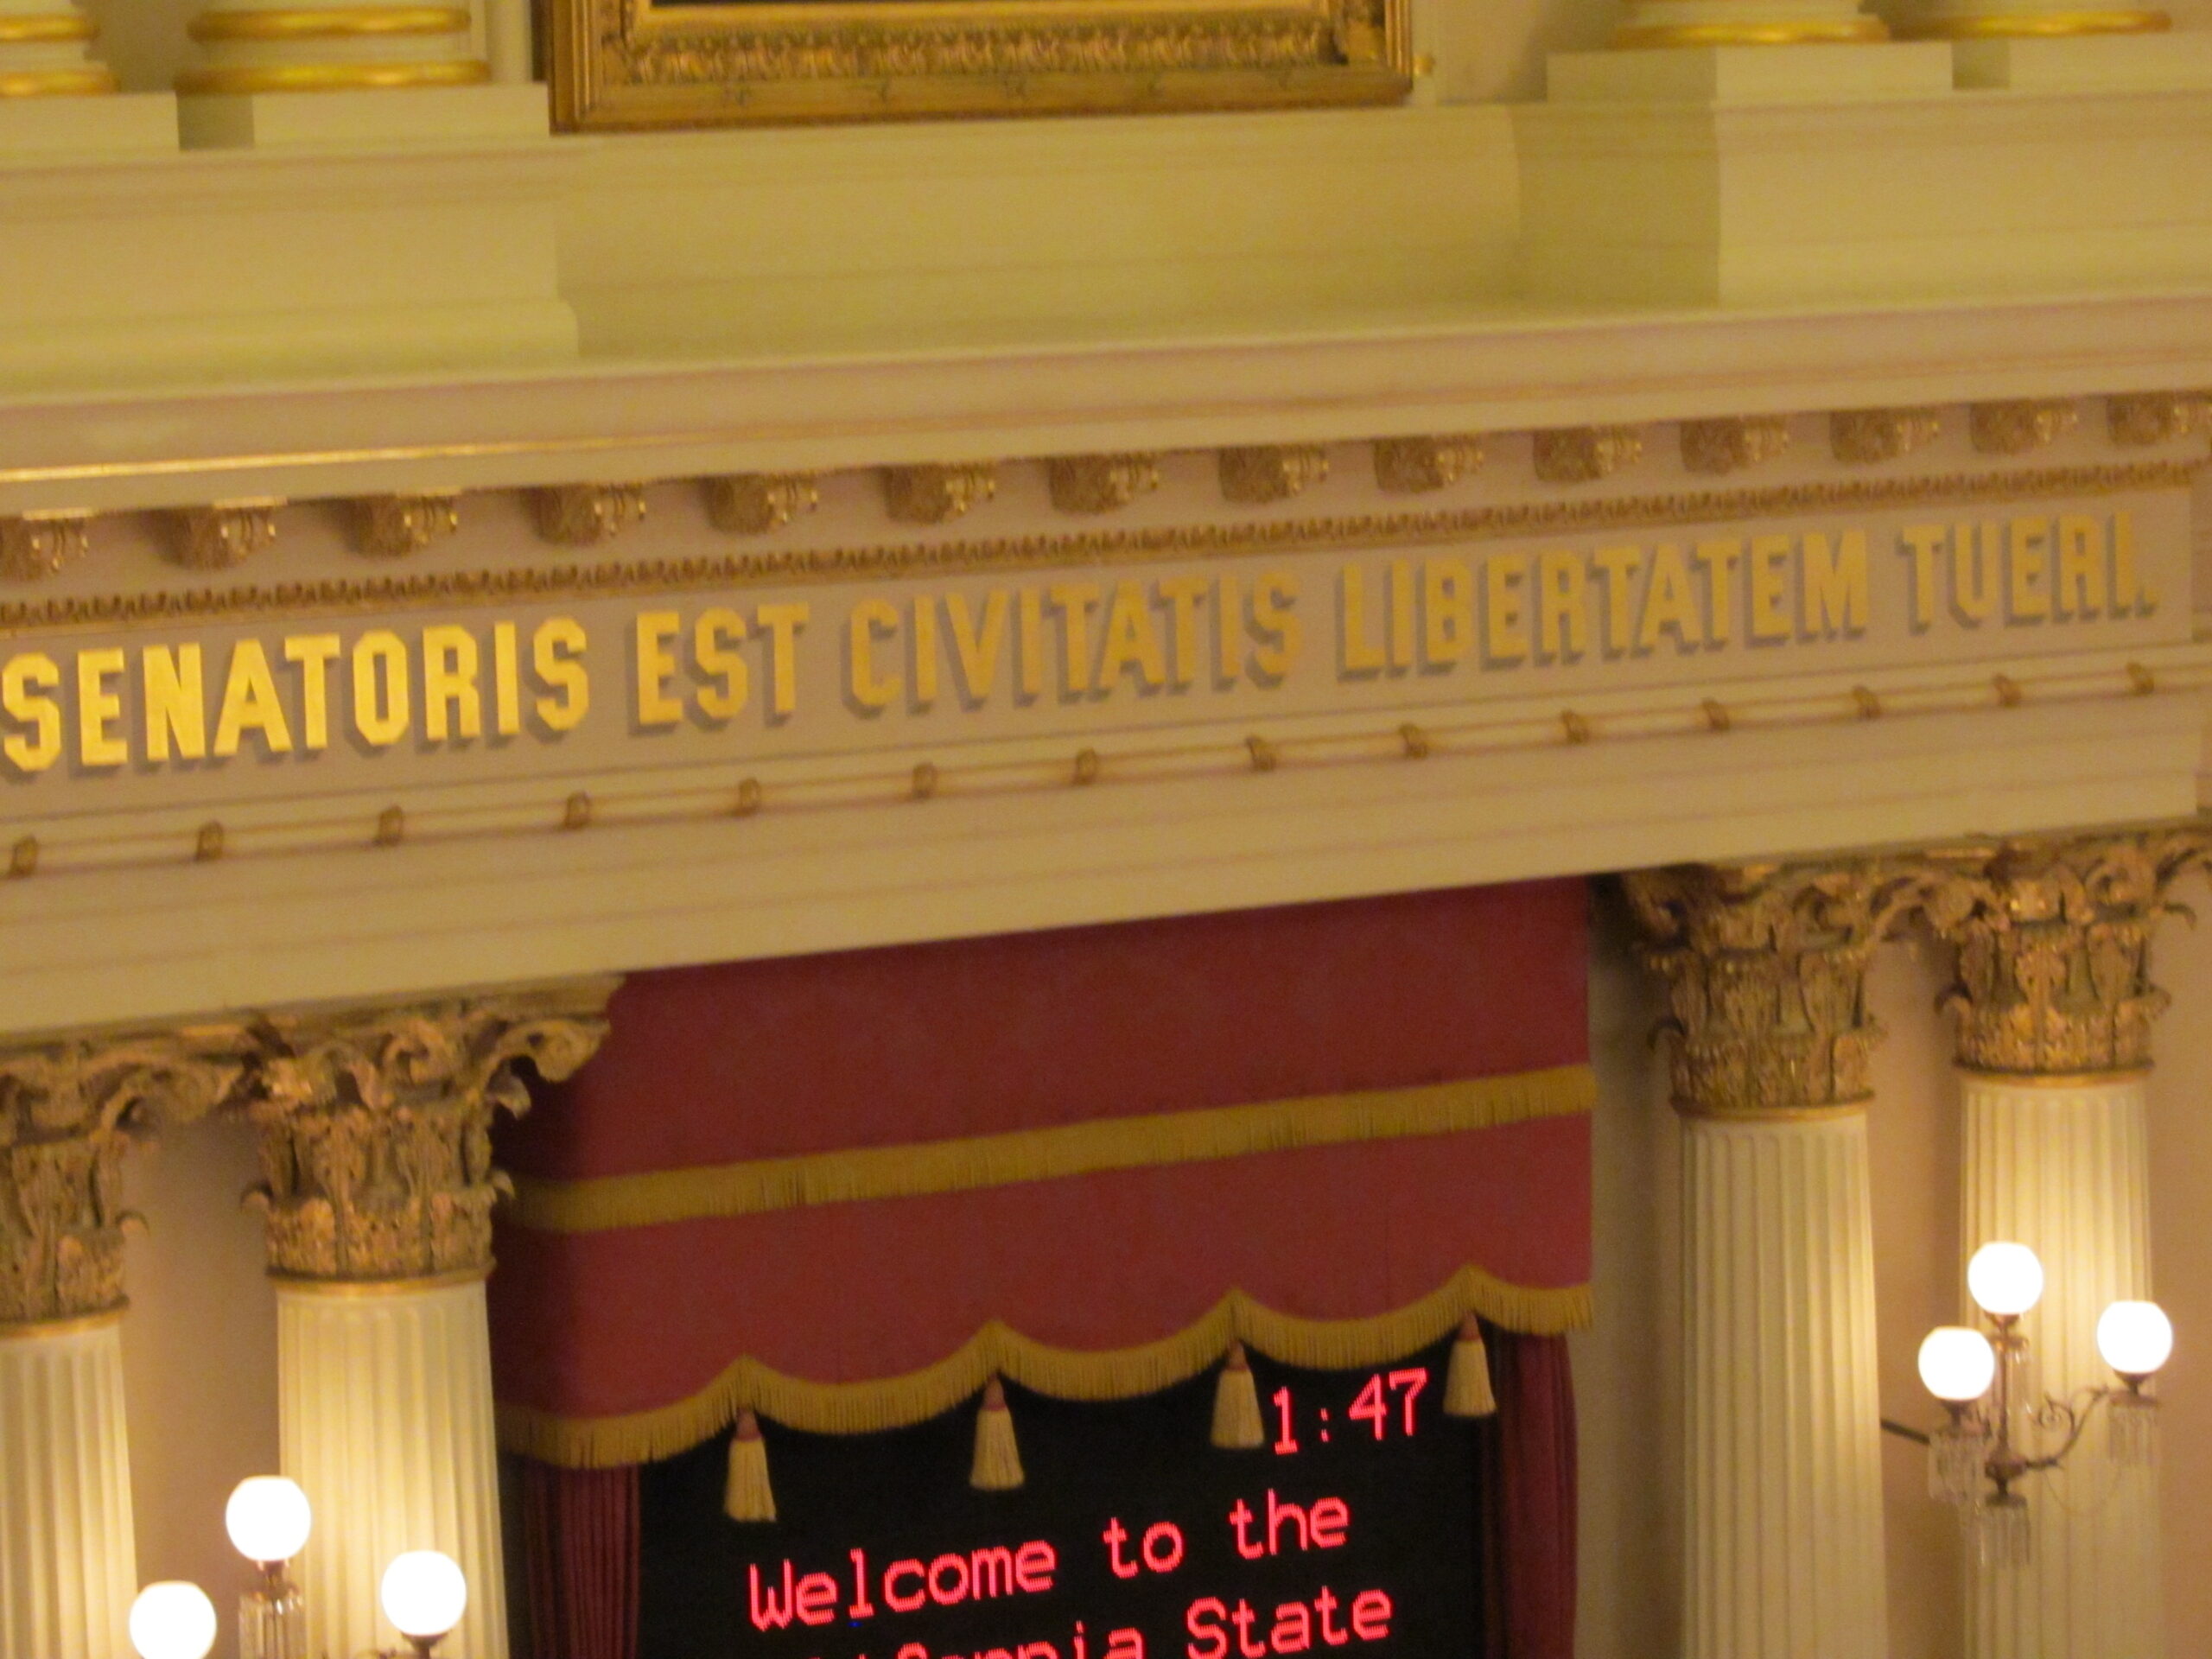 SENATORIS EST CIVITATIS LIBERTATEM TUERI.
1:47
Welcome to the
State